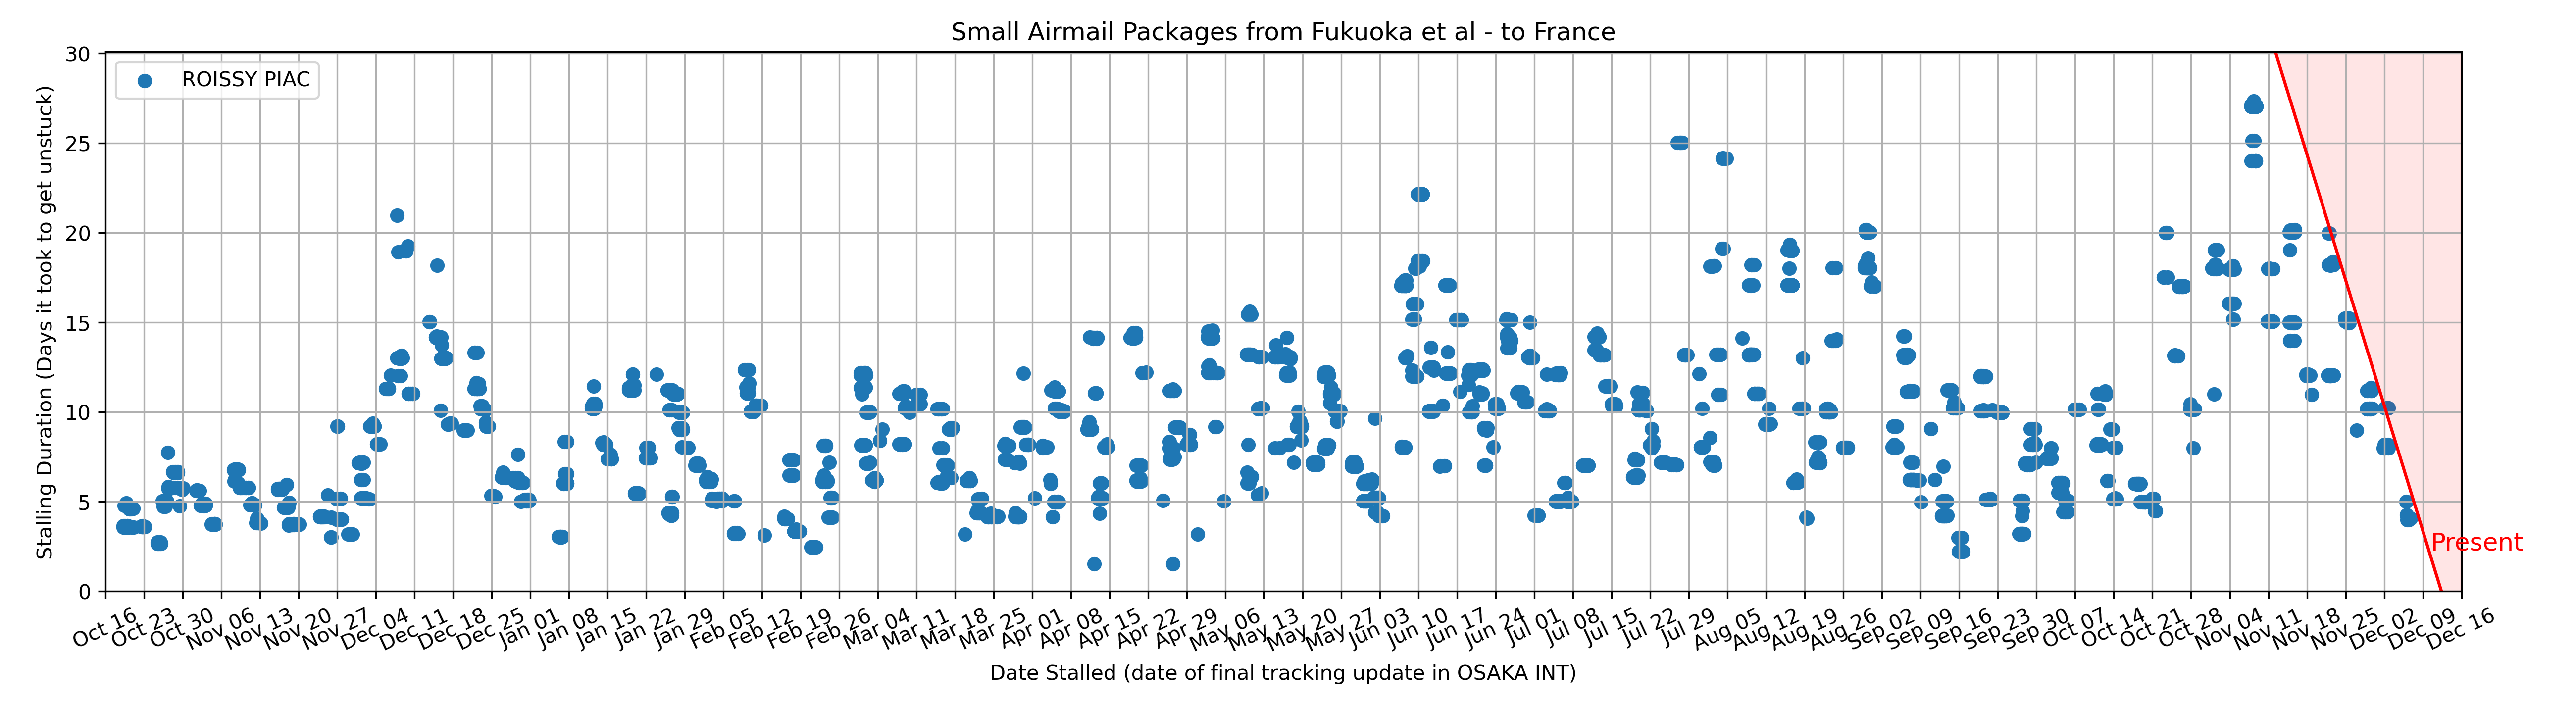 Small Airmail Packages from Fukuoka et al - to France
ROISSY PIAC
Stalling Duration (Days it took to get unstuck)
30
25
20
15
10
5
0
Present
Oct 16 Oct 23 Oct 30 Nov 06 Nov 13 Nov 20 Nov 27 Dec 04 Dec 11 Dec 18 Dec 25 Jan 01 Jan 08 Jan 15 Jan 22 Jan 29 Feb 05 Feb 12 Feb 19 Feb 26 Mar 04 Mar 11 Mar 18 Mar 25 Apr 01 Apr 08 Apr 15 Apr 22 Apr 29 May 06 May 13 May 20 May 27 Jun 03 Jun 10 Jun 17 Jun 24 Jul 01 Jul 08 Jul 15 Jul 22 Jul 29 Aug 05 Aug 12 Aug 19 Aug 26 Sep 02 Sep 09 Sep 16 Sep 23 Sep 30 Oct 07 Oct 14 Oct 21 Oct 28 Nov 04 Nov 11 Nov 18 Nov 25 Dec 02 Dec 09 Dec 16
Date Stalled (date of final tracking update in OSAKA INT)